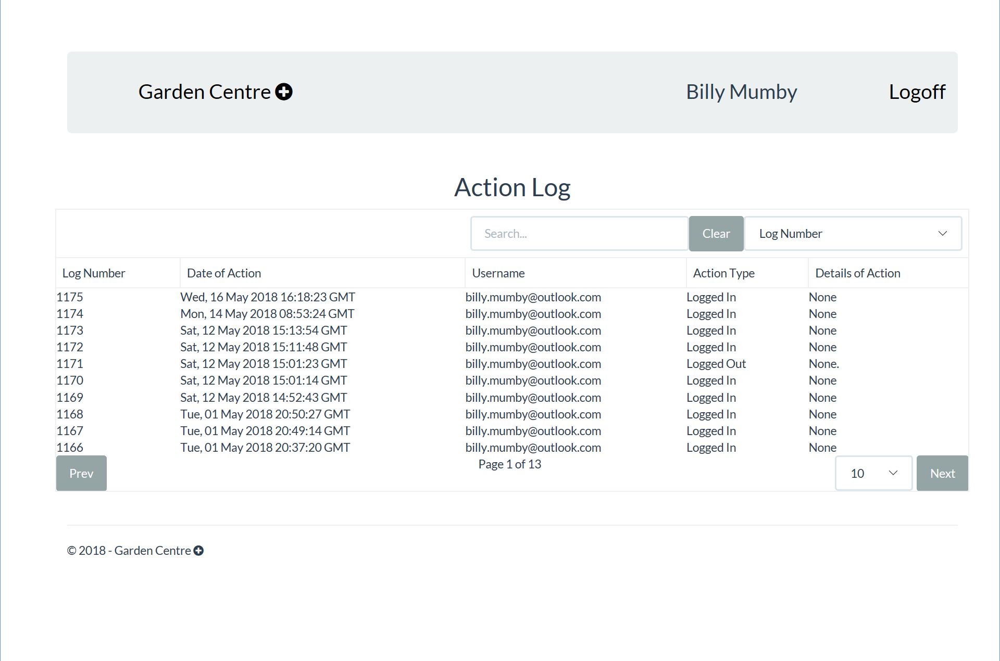 Garden Centre Billy Mumby Logoff
Action Log
Search... Clear Log Number
Log Number Date of Action Username Action Type Details of Action
1175 Wed, 16 May 2018 16:18:23 GMT billy.mumby@outlook.com Logged In None
1174 Mon, 14 May 2018 08:53:24 GMT billy.mumby@outlook.com Logged In None
1173 Sat, 12 May 2018 15:13:54 GMT billy.mumby@outlook.com Logged In None
1172 Sat, 12 May 2018 15:11:48 GMT billy.mumby@outlook.com Logged In None
1171 Sat, 12 May 2018 15:01:23 GMT billy.mumby@outlook.com Logged Out None.
1170 Sat, 12 May 2018 15:01:14 GMT billy.mumby@outlook.com Logged In None
1169 Sat, 12 May 2018 14:52:43 GMT billy.mumby@outlook.com Logged In None
1168 Tue, 01 May 2018 20:50:27 GMT billy.mumby@outlook.com Logged In None
1167 Tue, 01 May 2018 20:49:14 GMT billy.mumby@outlook.com Logged In None
1166 Tue, 01 May 2018 20:37:20 GMT billy.mumby@outlook.com Logged In None
Prev Page 1 of 13 10 Next
© 2018 - Garden Centre